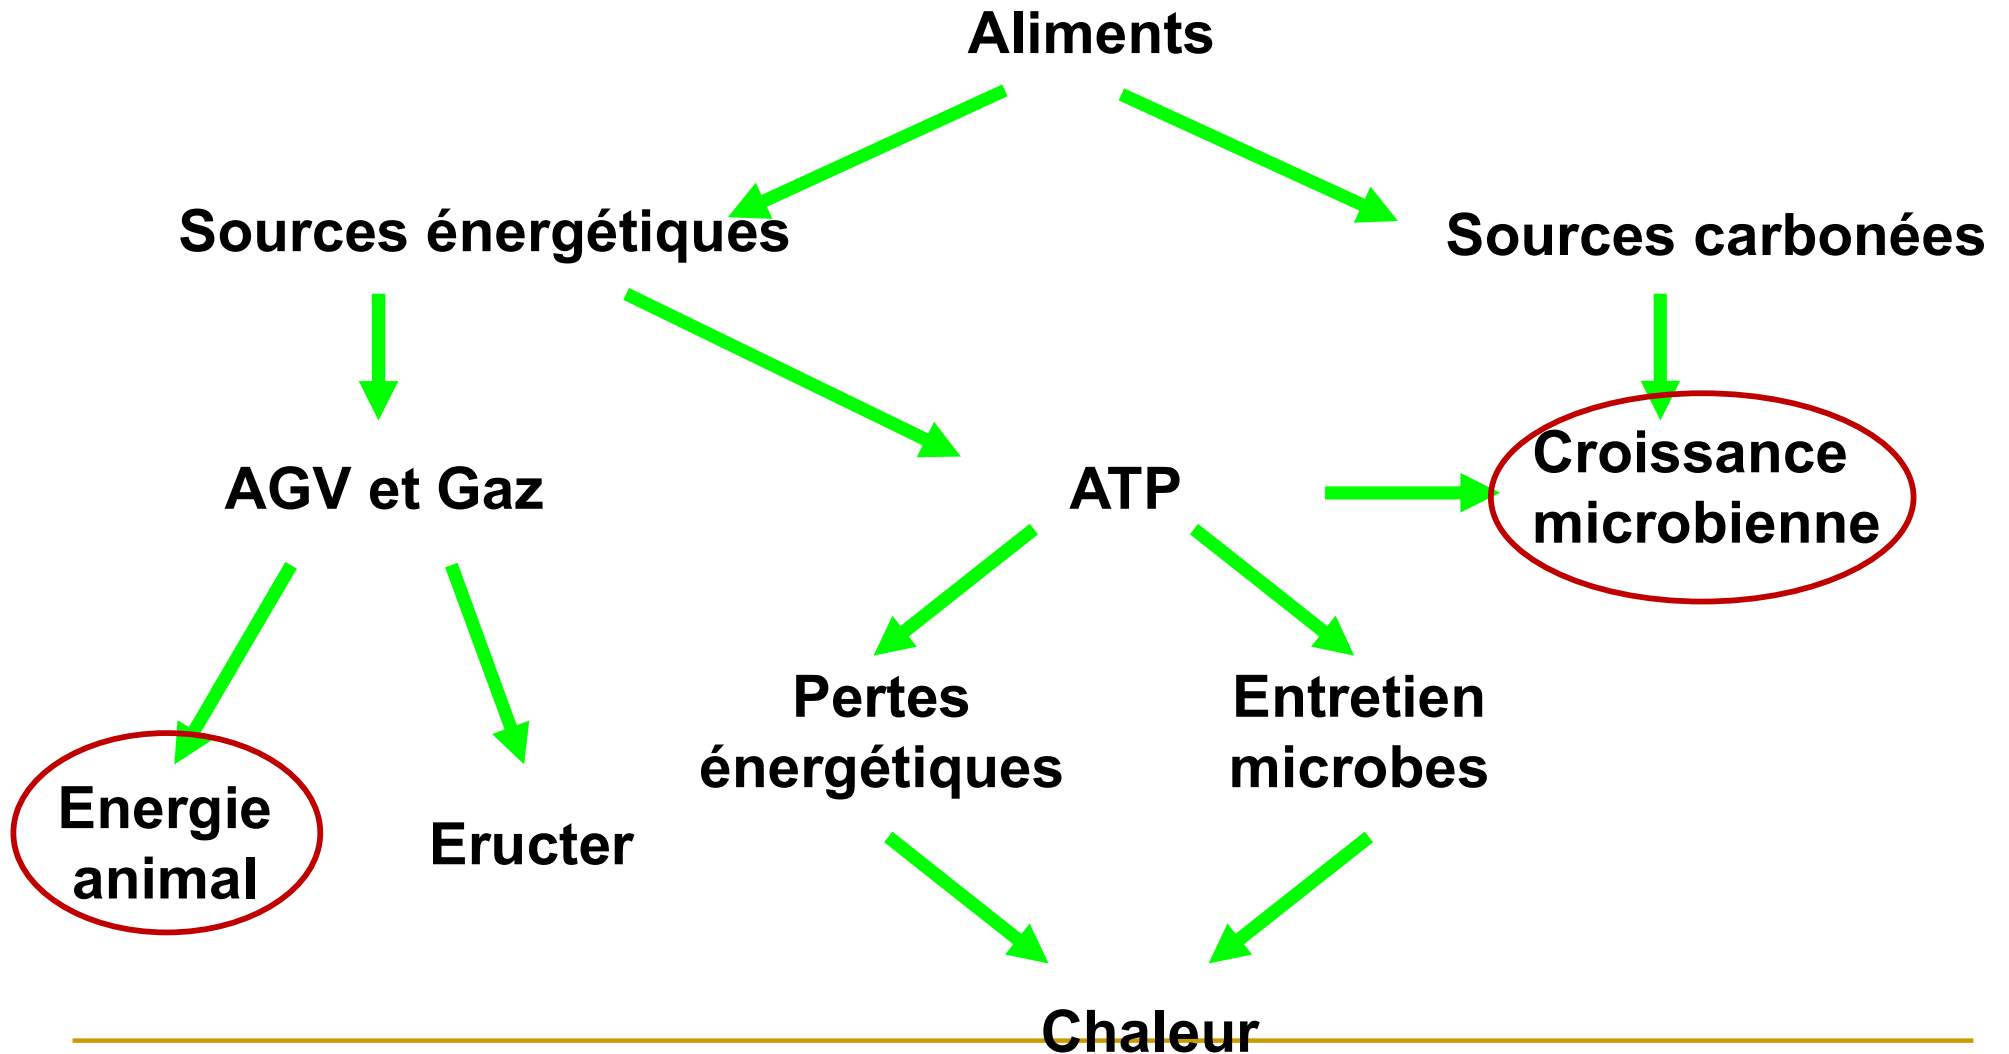 Aliments
Sources énergétiques
Sources carbonées
AGV et Gaz
ATP
Croissance
microbienne
Pertes
énergétiques
Entretien
microbes
Energie
animal
Eructer
Chaleur